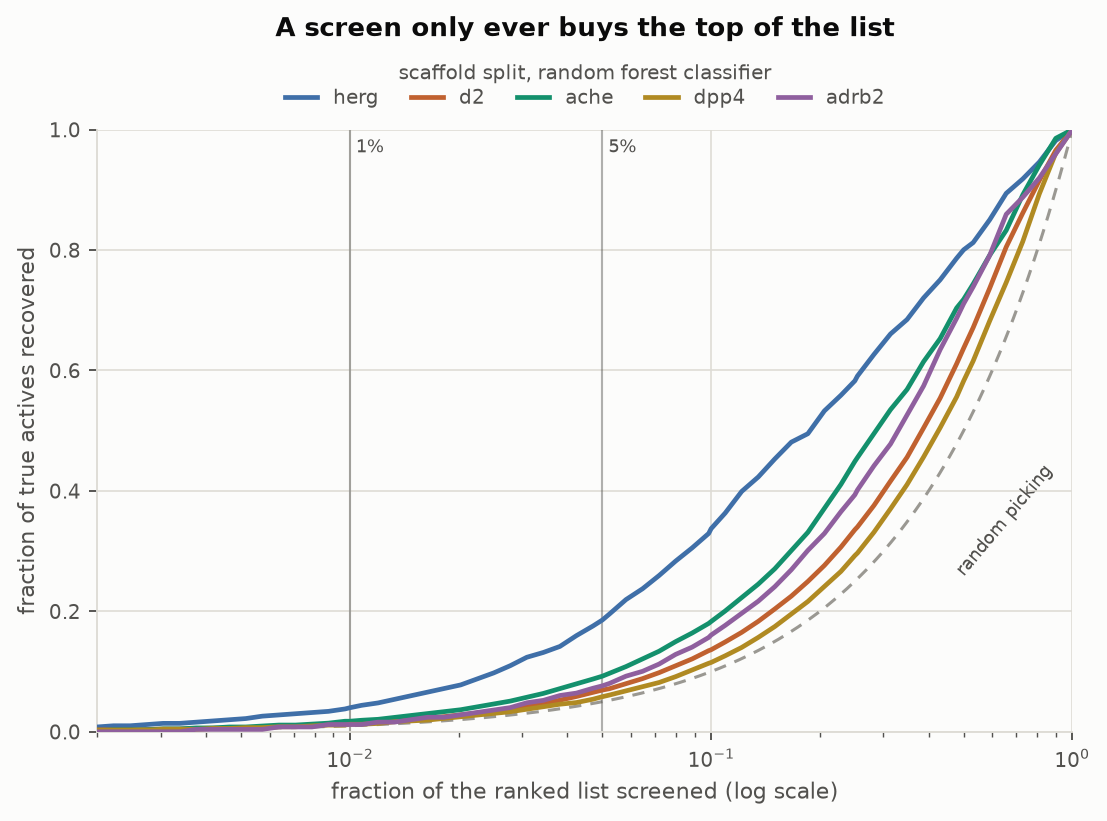 A screen only ever buys the top of the list
scaffold split, random forest classifier
herg d2 ache dpp4 adrb2
1.0
0.8
0.6
0.4
0.2
0.0
fraction of true actives recovered
1%
5%
random picking
10⁻² 10⁻¹ 10⁰
fraction of the ranked list screened (log scale)